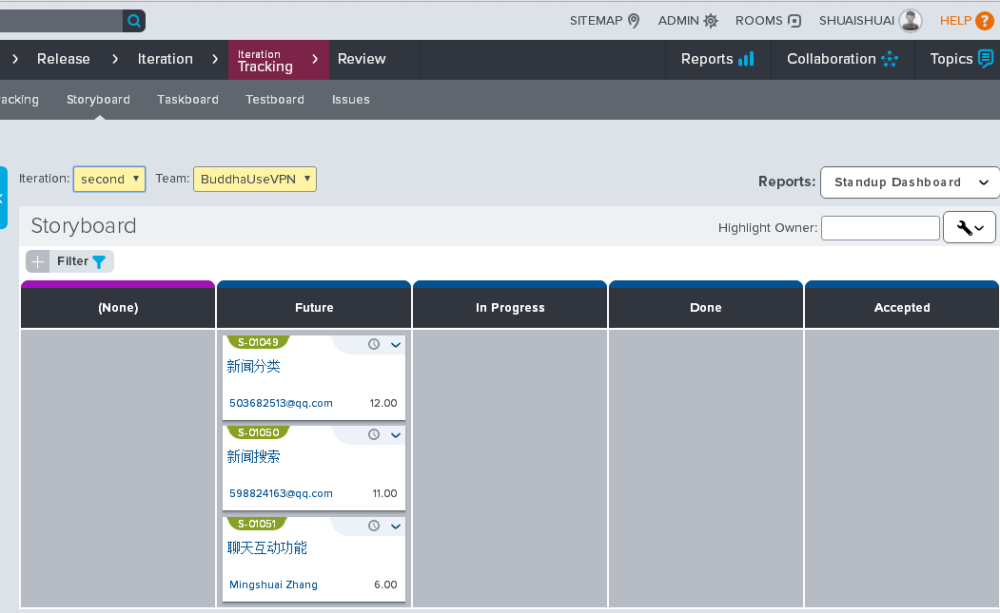 SITEMAP ADMIN ROOMS SHUAISHUAI HELP ?
Release Iteration Iteration Tracking Review Reports Collaboration Topics
racking Storyboard Taskboard Testboard Issues
Iteration: second Team: BuddhaUseVPN Reports: Standup Dashboard
Storyboard Highlight Owner:
Filter
(None) Future In Progress Done Accepted
S-01049
新闻分类
503682513@qq.com 12.00
S-01050
新闻搜索
598824163@qq.com 11.00
S-01051
聊天互动功能
Mingshuai Zhang 6.00